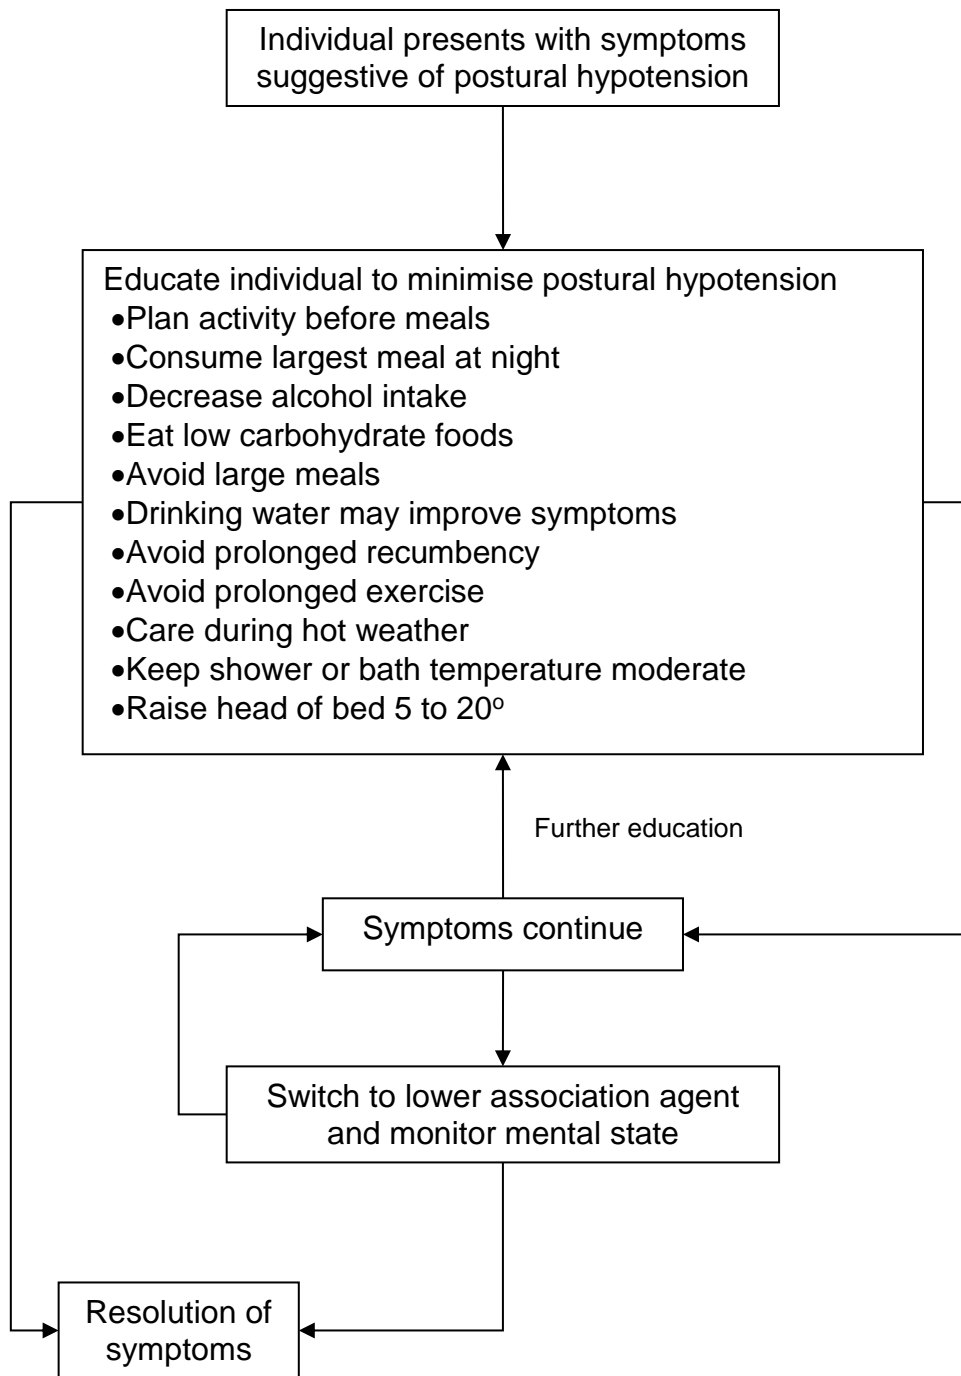 Individual presents with symptoms
suggestive of postural hypotension
Educate individual to minimise postural hypotension
•Plan activity before meals
•Consume largest meal at night
•Decrease alcohol intake
•Eat low carbohydrate foods
•Avoid large meals
•Drinking water may improve symptoms
•Avoid prolonged recumbency
•Avoid prolonged exercise
•Care during hot weather
•Keep shower or bath temperature moderate
•Raise head of bed 5 to 20º
Further education
Symptoms continue
Switch to lower association agent
and monitor mental state
Resolution of
symptoms